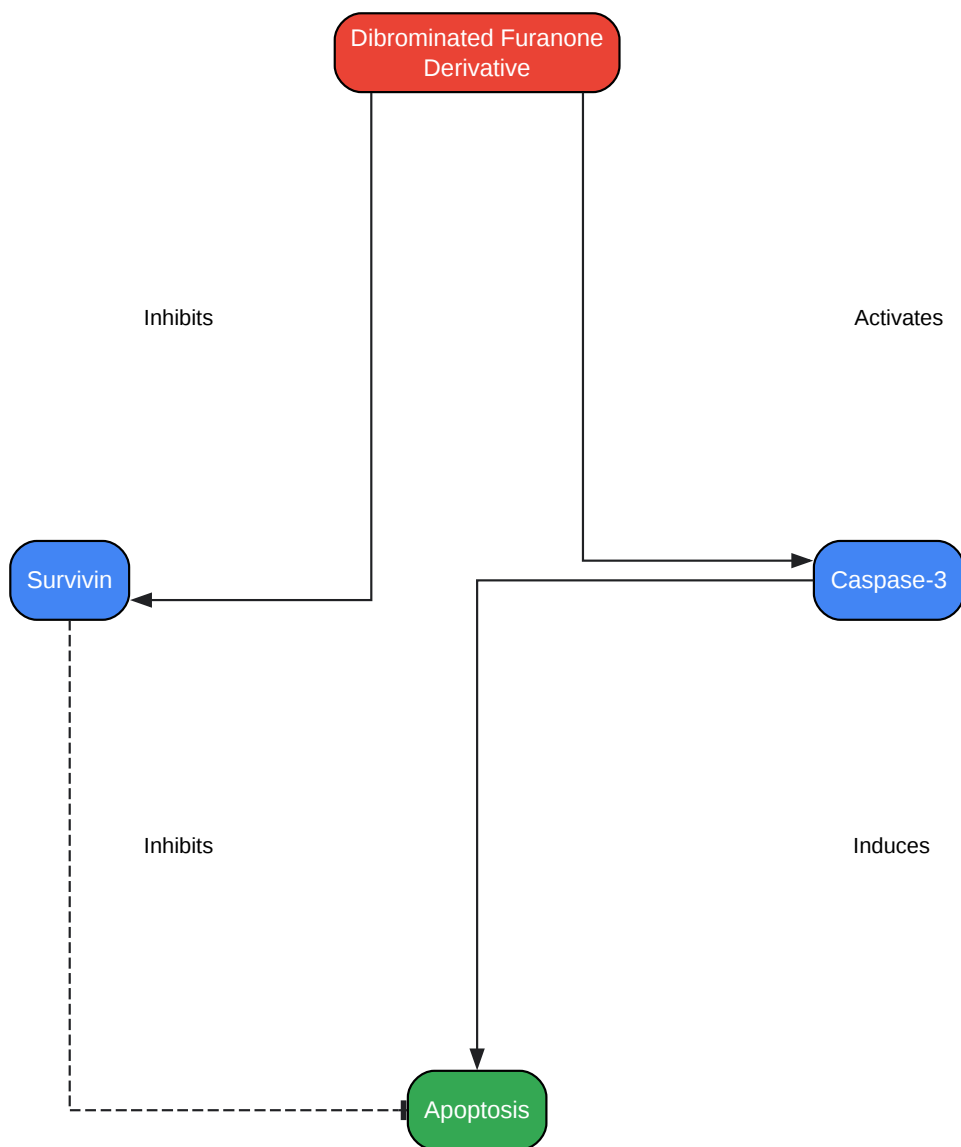 Dibrominated Furanone
Derivative
Inhibits
Activates
Survivin
Caspase-3
Inhibits
Induces
Apoptosis